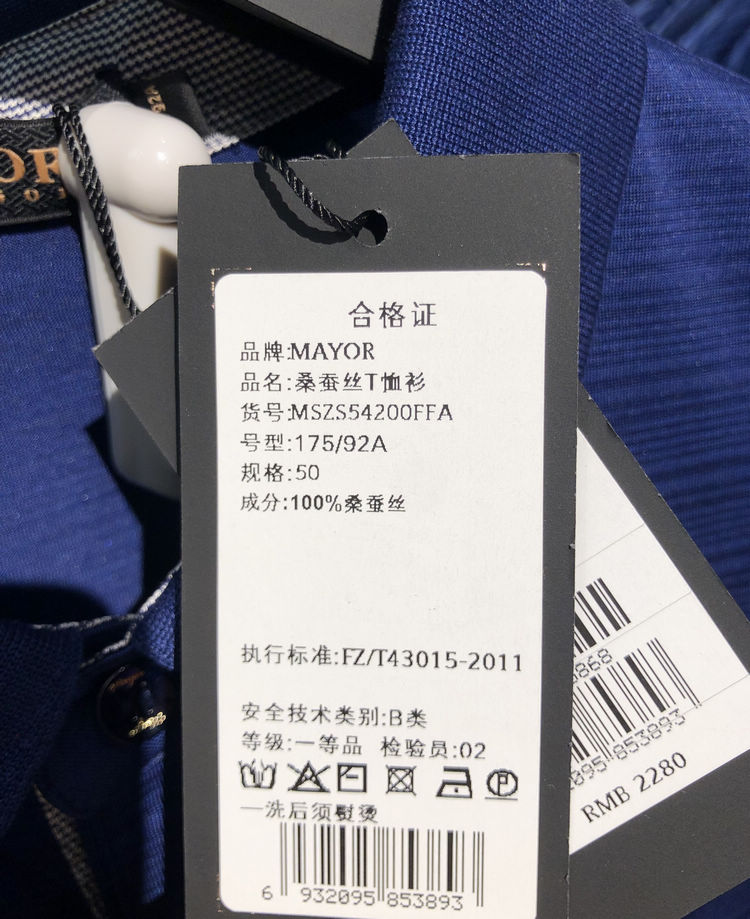 合格证
品牌:MAYOR
品名:桑蚕丝T恤衫
货号:MSZS54200FFA
号型:175/92A
规格:50
成分:100%桑蚕丝
执行标准:FZ/T43015-2011
安全技术类别:B类
等级:一等品 检验员:02
一洗后须熨烫
6 932095 853893
868
095 853893
RMB 2280